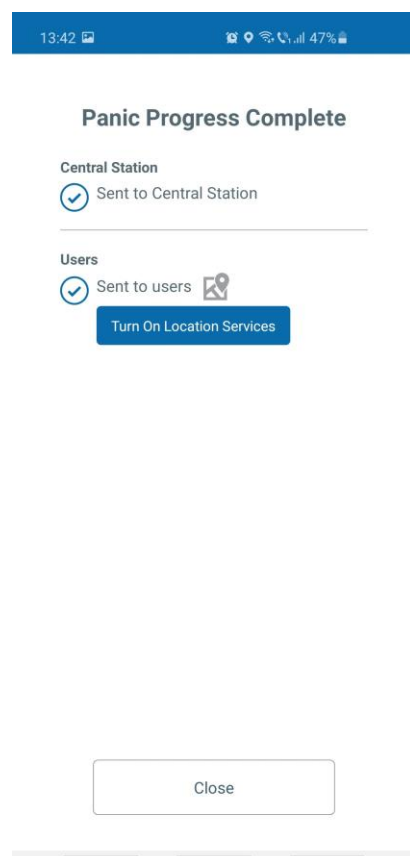 13:42 47%
Panic Progress Complete
Central Station
Sent to Central Station
Users
Sent to users
Turn On Location Services
Close